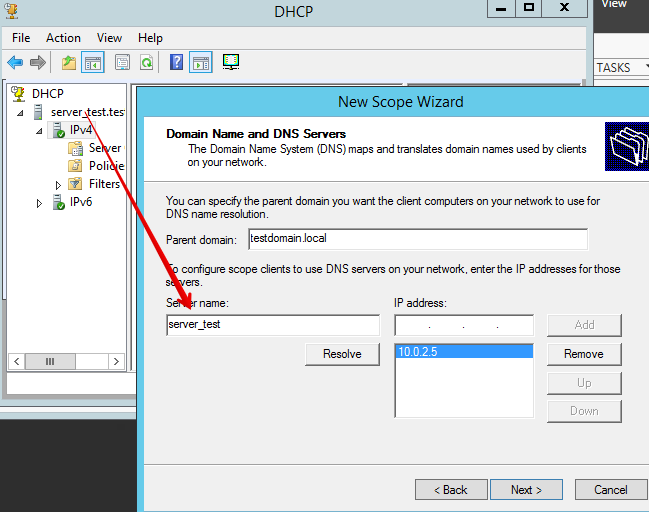 DHCP
View
File Action View Help
TASKS
DHCP
server_test.test
IPv4
Server
Policie
Filters
IPv6
New Scope Wizard
Domain Name and DNS Servers
The Domain Name System (DNS) maps and translates domain names used by clients
on your network.
You can specify the parent domain you want the client computers on your network to use for
DNS name resolution.
Parent domain: testdomain.local
To configure scope clients to use DNS servers on your network, enter the IP addresses for those
servers.
Server name: IP address:
server_test . . . Add
Resolve 10.0.2.5 Remove
Up
Down
< Back Next > Cancel